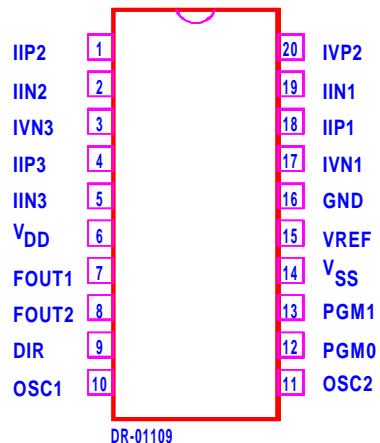 IIP2 1 20 IVP2
IIN2 2 19 IIN1
IVN3 3 18 IIP1
IIP3 4 17 IVN1
IIN3 5 16 GND
VDD 6 15 VREF
FOUT1 7 14 VSS
FOUT2 8 13 PGM1
DIR 9 12 PGM0
OSC1 10 11 OSC2
DR-01109